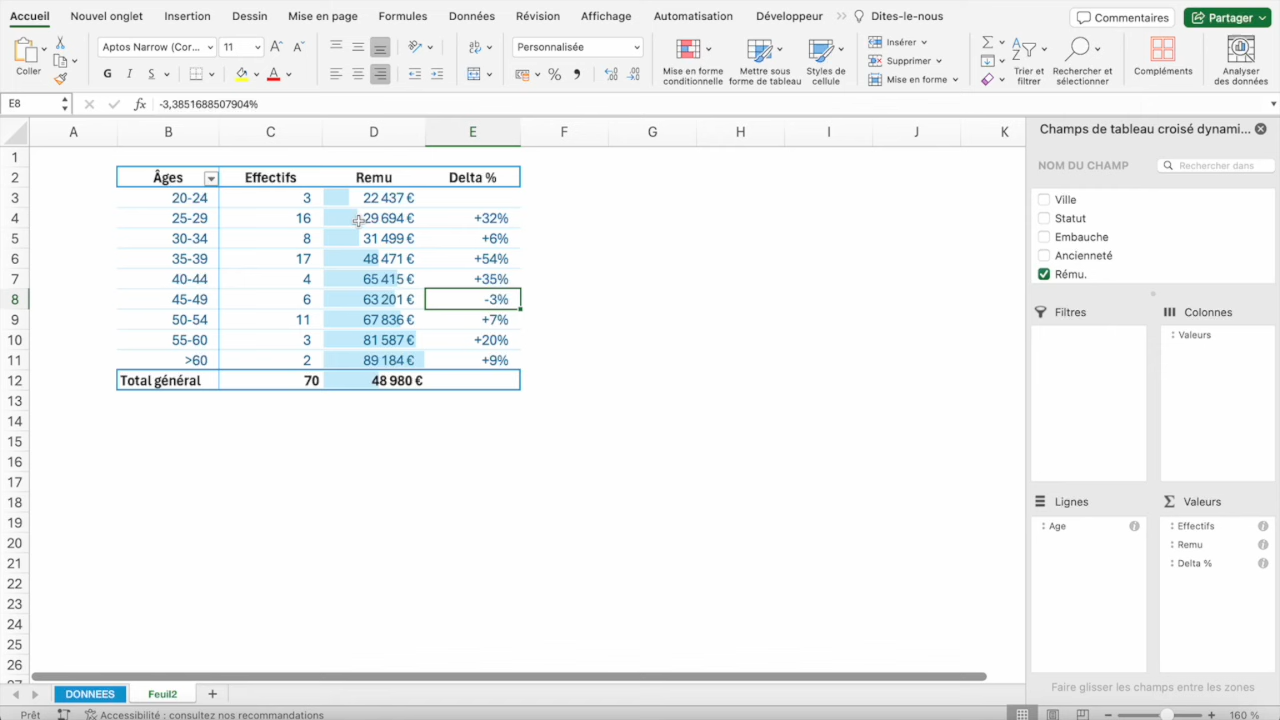 Accueil Nouvel onglet Insertion Dessin Mise en page Formules Données Révision Affichage Automatisation Développeur >> Dites-le-nous Commentaires Partager
Coller Aptos Narrow (Cor... 11 A A Personnalisée Insérer Supprimer Mise en forme
G I S A % 9
Mise en forme conditionnelle
Mettre sous forme de tableau
Styles de cellule
Trier et filtrer
Rechercher et sélectionner
Compléments
Analyser des données
E8 fx -3,3851688507904%
A B C D E F G H I J K
1
2 Âges Effectifs Remu Delta %
3 20-24 3 22 437 €
4 25-29 16 29 694 € +32%
5 30-34 8 31 499 € +6%
6 35-39 17 48 471 € +54%
7 40-44 4 65 415 € +35%
8 45-49 6 63 201 € -3%
9 50-54 11 67 836 € +7%
10 55-60 3 81 587 € +20%
11 >60 2 89 184 € +9%
12 Total général 70 48 980 €
13
14
15
16
17
18
19
20
21
22
23
24
25
26
Champs de tableau croisé dynami...
NOM DU CHAMP Rechercher dans
Ville
Statut
Embauche
Ancienneté
Rému.
Filtres Colonnes
Valeurs
Lignes Σ Valeurs
Age Effectifs
Remu
Delta %
Faire glisser les champs entre les zones
DONNEES Feuil2 +
Prêt Accessibilité : consultez nos recommandations 160 %